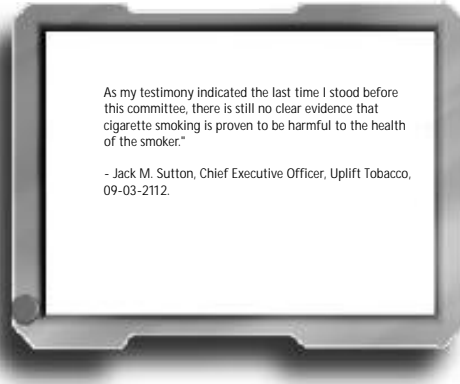 As my testimony indicated the last time I stood before
this committee, there is still no clear evidence that
cigarette smoking is proven to be harmful to the health
of the smoker."
- Jack M. Sutton, Chief Executive Officer, Uplift Tobacco,
09-03-2112.